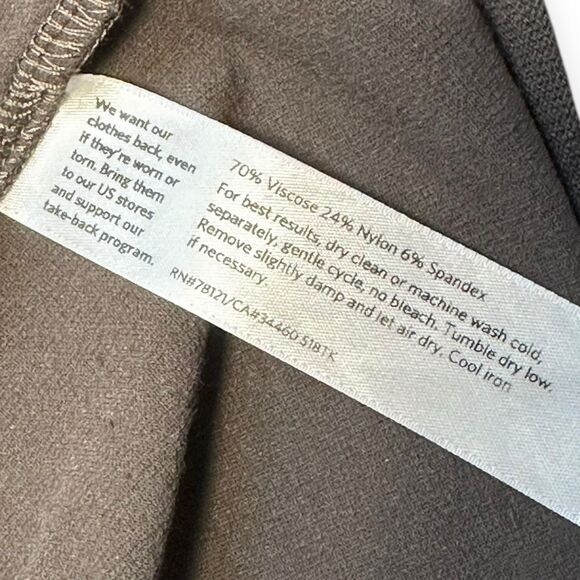 We want our
clothes back, even
if they're worn or
torn. Bring them
to our US stores
and support our
take-back program.
70% Viscose 24% Nylon 6% Spandex
For best results, dry clean or machine wash cold,
separately, gentle cycle, no bleach. Tumble dry low.
Remove slightly damp and let air dry. Cool iron
if necessary.
RN#78121/CA#34460 S18TK